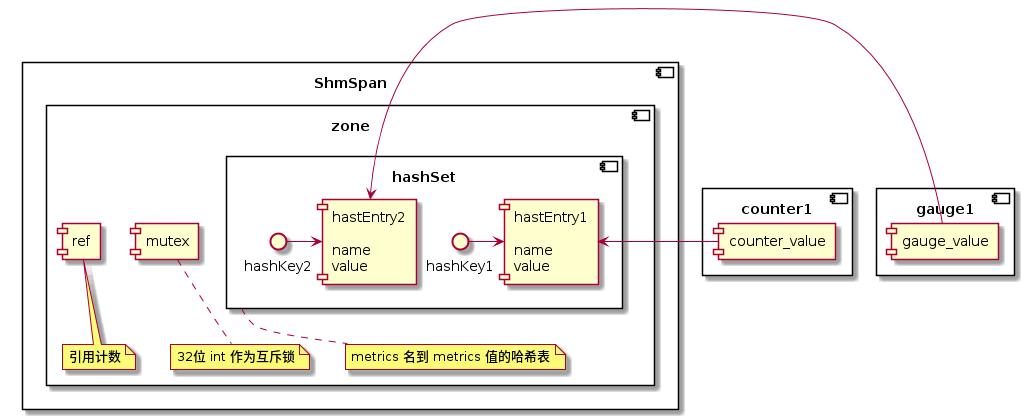 ShmSpan
zone
hashSet
ref
mutex
hashKey2
hastEntry2
name
value
hashKey1
hastEntry1
name
value
counter1
counter_value
gauge1
gauge_value
引用计数
32位 int 作为互斥锁
metrics 名到 metrics 值的哈希表